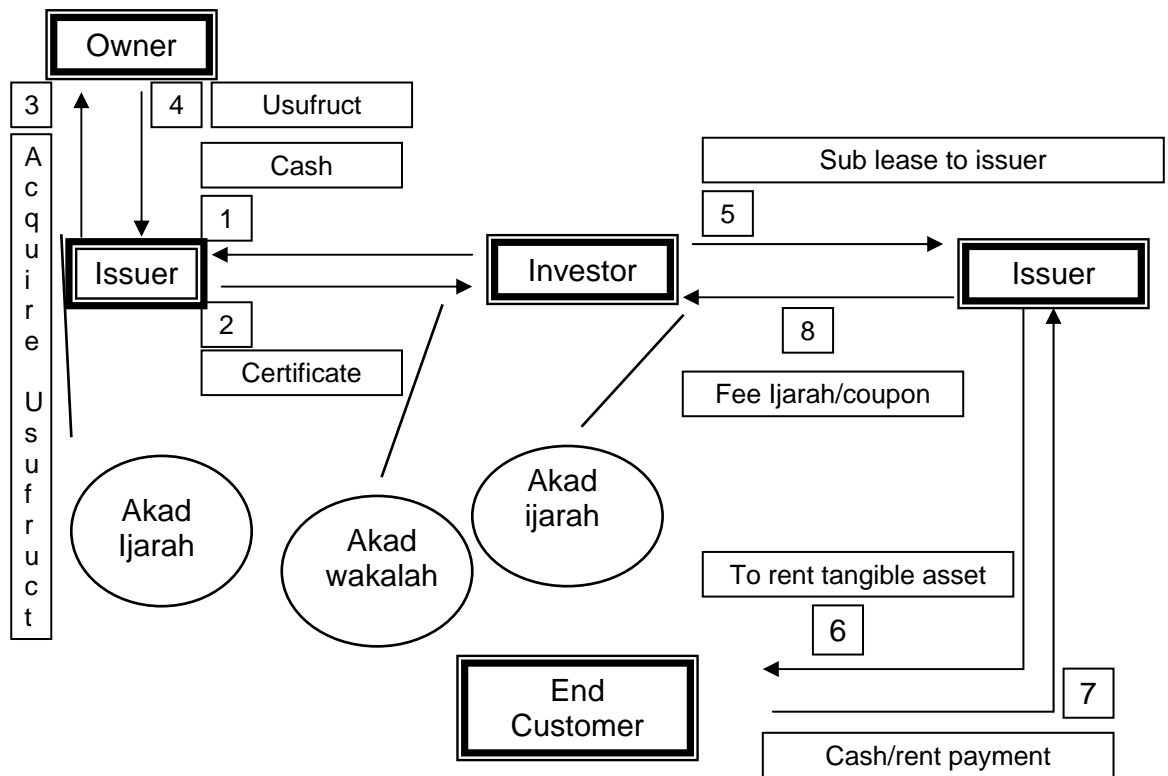 Owner
3
4
Usufruct
Acquire Usufruct
Cash
Sub lease to issuer
1
5
Issuer
Investor
Issuer
2
8
Certificate
Fee Ijarah/coupon
Akad
Ijarah
Akad
wakalah
Akad
ijarah
To rent tangible asset
6
End
Customer
7
Cash/rent payment